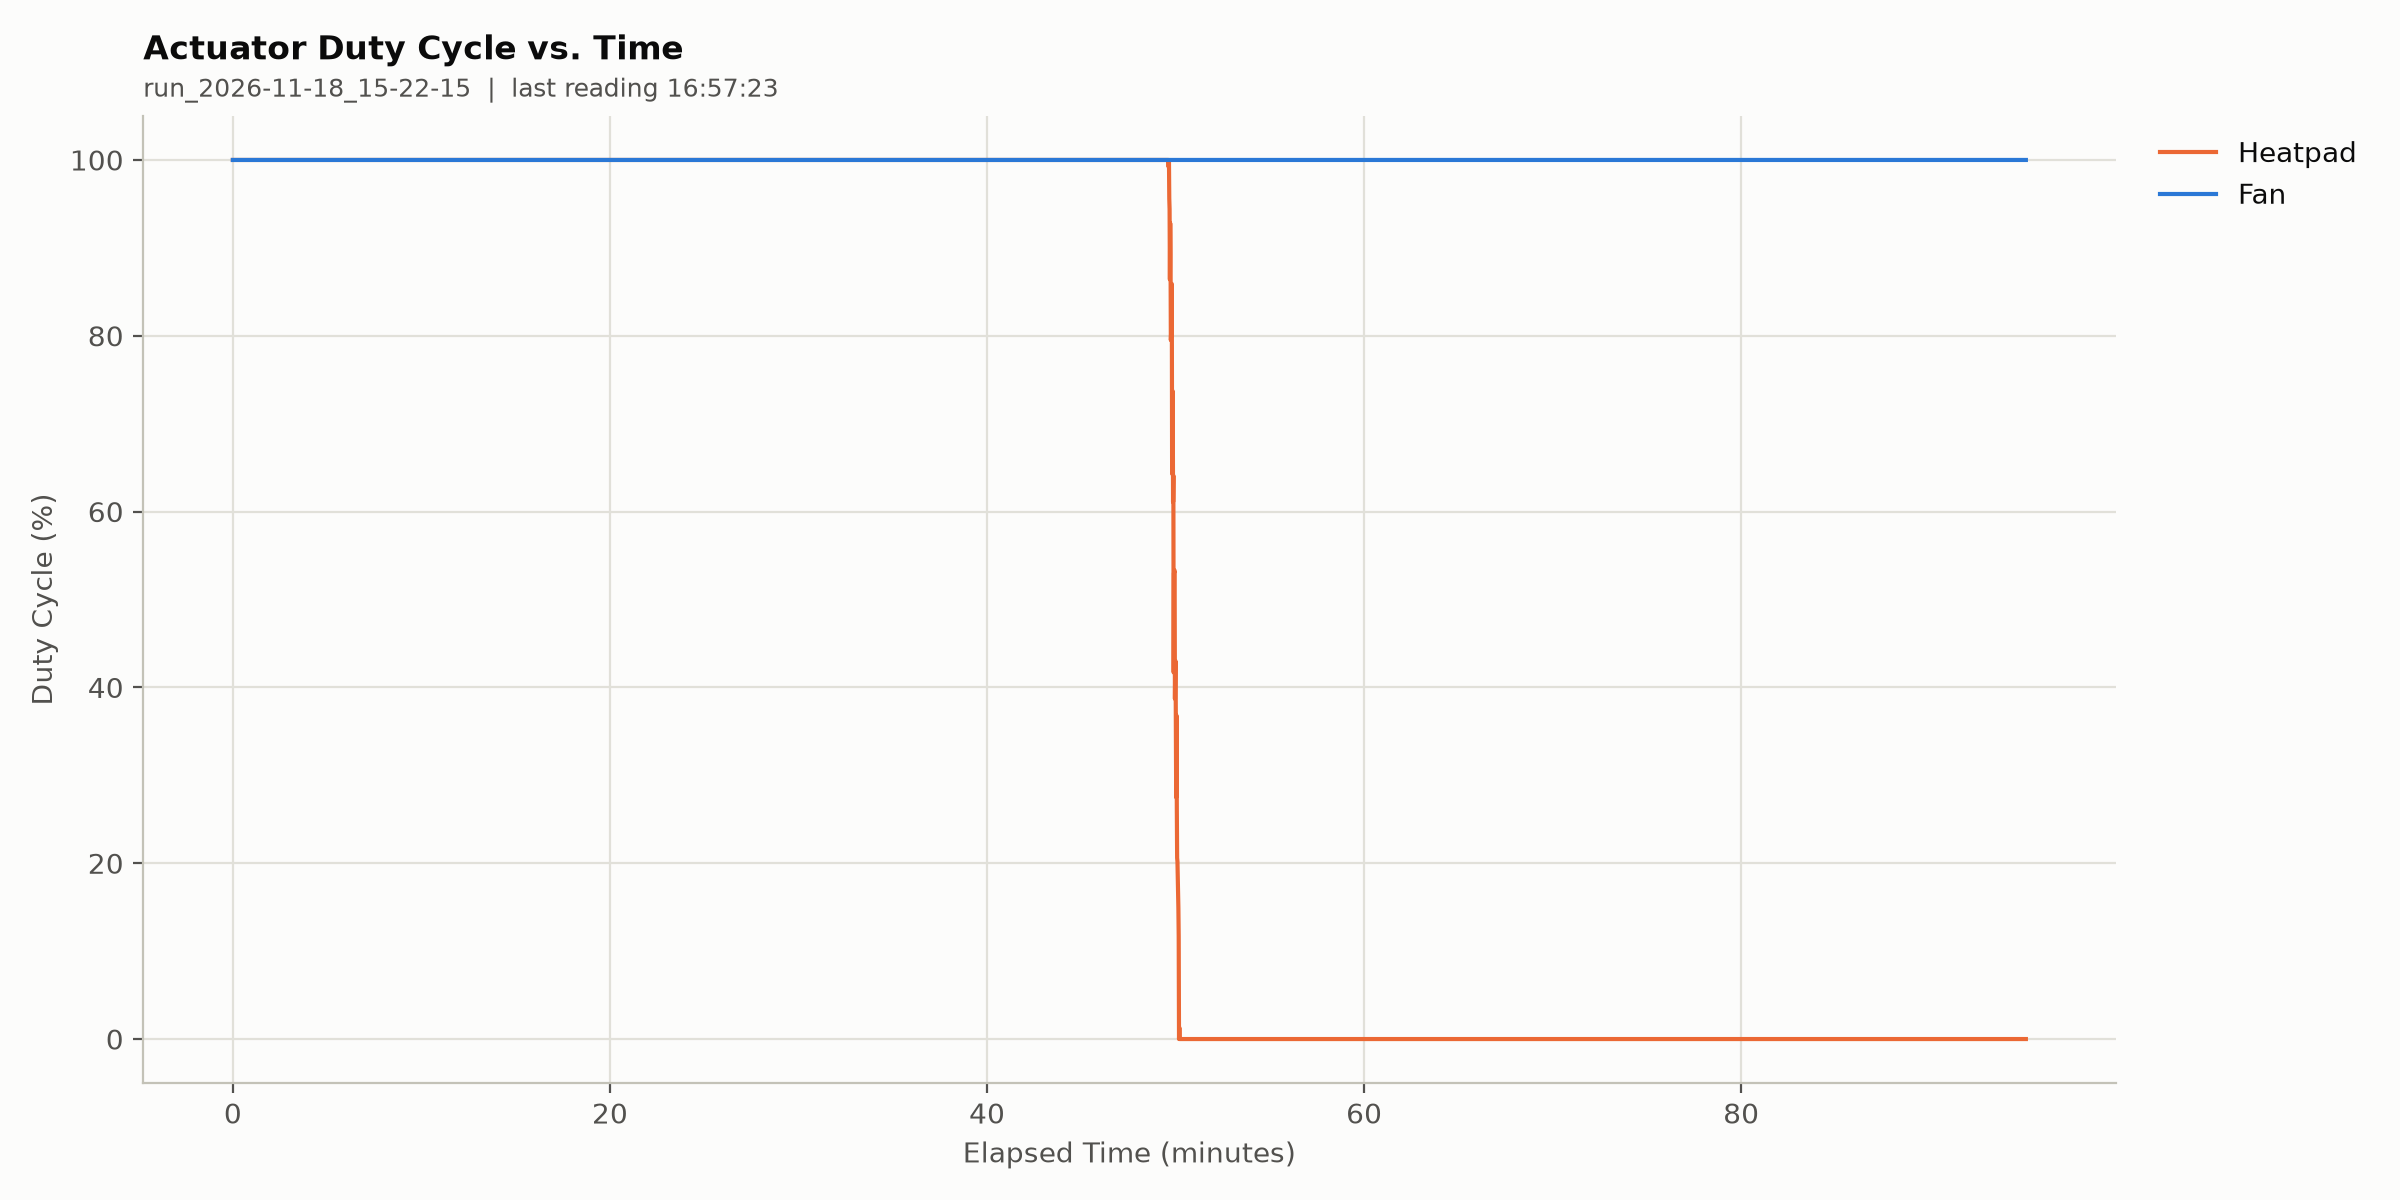 Actuator Duty Cycle vs. Time
run_2026-11-18_15-22-15 | last reading 16:57:23
Heatpad
Fan
Duty Cycle (%)
100
80
60
40
20
0
0 20 40 60 80
Elapsed Time (minutes)